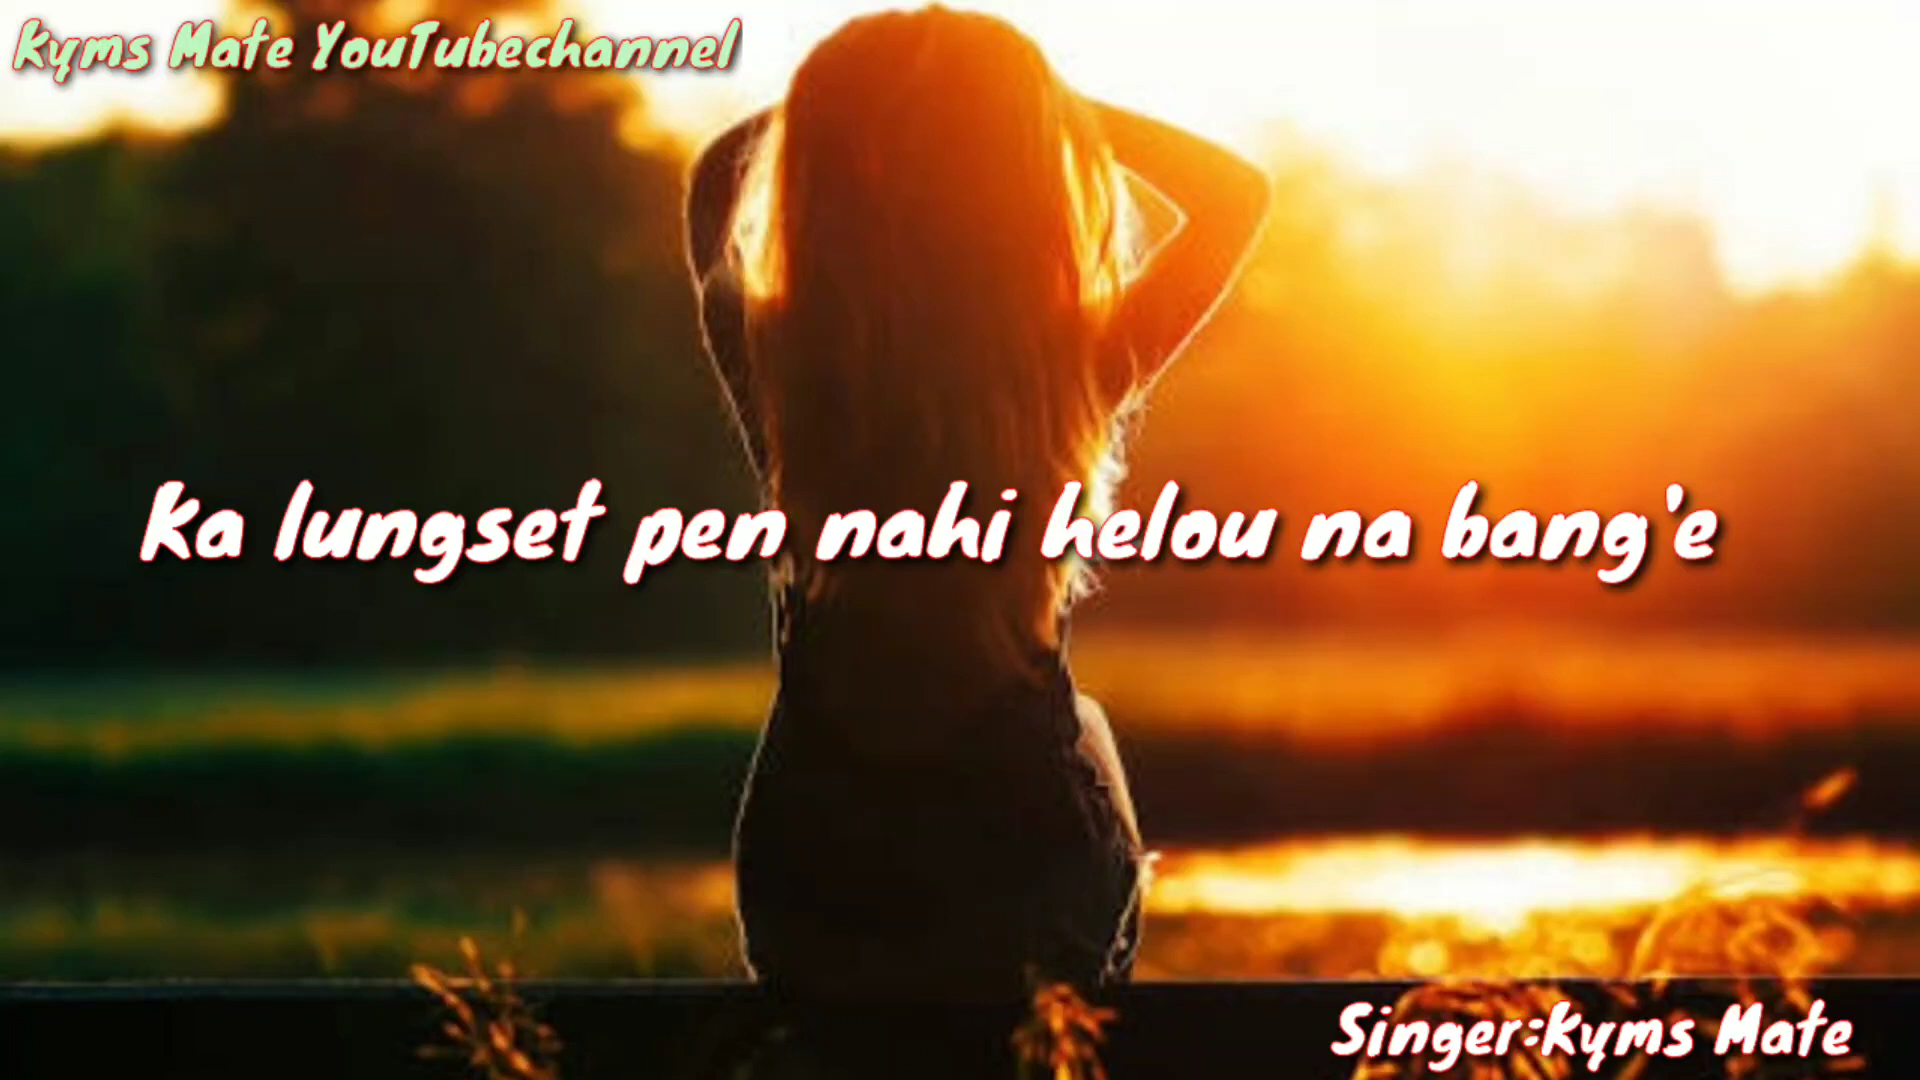 Kyms Mate YouTubechannel
Ka lungset pen nahi helou na bang'e
Singer:Kyms Mate